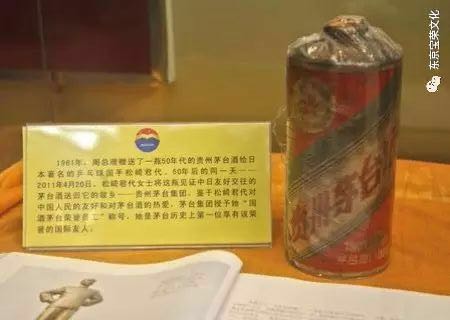 东京宝荣文化
1961年，周总理赠送了一瓶50年代的贵州茅台酒给日
本著名的乒乓球国手松崎君代。50年后的同一天——
2011年4月20日，松崎君代女士将这瓶见证中日友好交往的
茅台酒送回它的故乡——茅台集团。鉴于松崎君代对
中国人民的友好和对茅台酒的热爱，茅台集团授予她“国
酒茅台荣誉员工”称号，她是茅台历史上第一位享有该荣
誉的国际友人。
贵州茅台酒